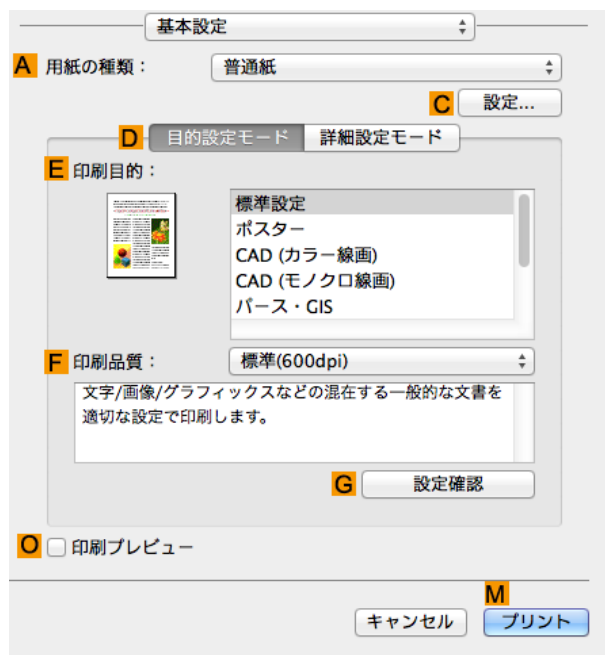 基本設定
A 用紙の種類： 普通紙
C 設定...
D 目的設定モード 詳細設定モード
E 印刷目的：
標準設定
ポスター
CAD (カラー線画)
CAD (モノクロ線画)
パース・GIS
F 印刷品質： 標準(600dpi)
文字/画像/グラフィックスなどの混在する一般的な文書を
適切な設定で印刷します。
G 設定確認
O 印刷プレビュー
M
キャンセル プリント